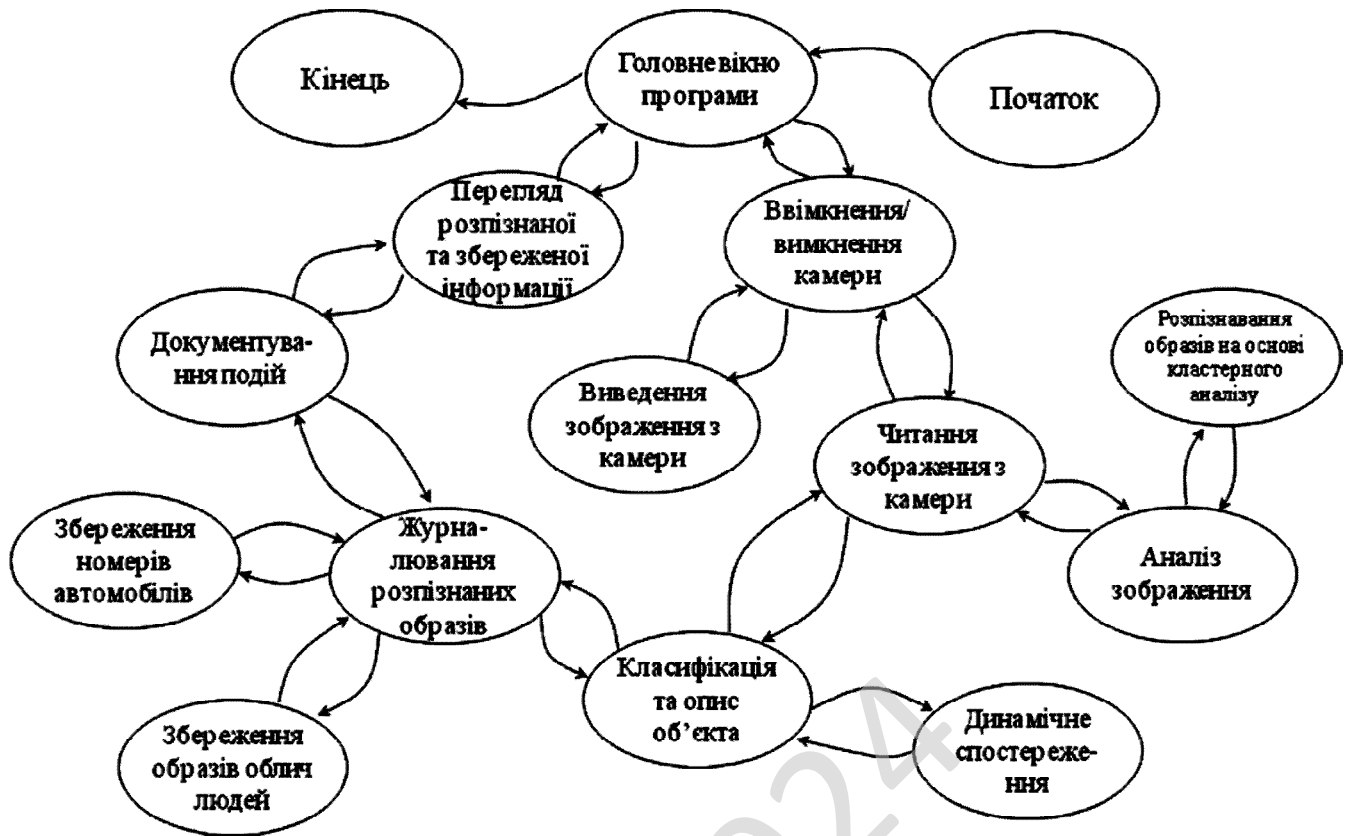 Кінець
Головне вікно
програми
Початок
Перегляд
розпізнаної
та збереженої
інформації
Ввімкнення/
вимкнення
камери
Документува-
ння подій
Виведення
зображення з
камери
Розпізнавання
образів на основі
кластерного
аналізу
Читання
зображення з
камери
Збереження
номерів
автомобілів
Журна-
лювання
розпізнаних
образів
Аналіз
зображення
Класифікація
та опис
об’єкта
Динамічне
спостереже-
ння
Збереження
образів облич
людей
024